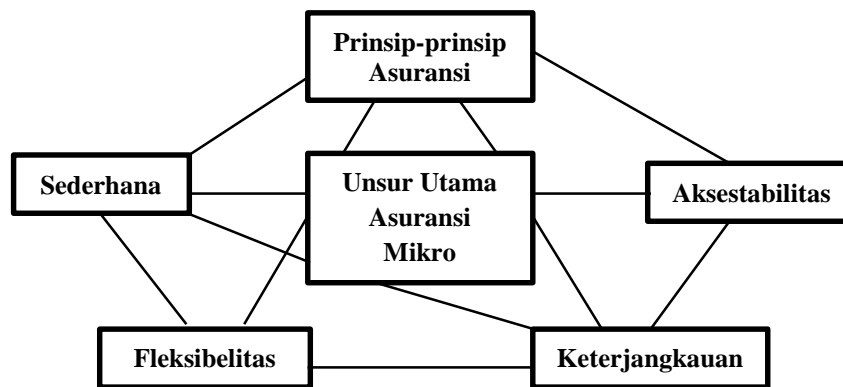 Prinsip-prinsip
Asuransi
Sederhana
Unsur Utama
Asuransi
Mikro
Aksestabilitas
Fleksibelitas
Keterjangkauan